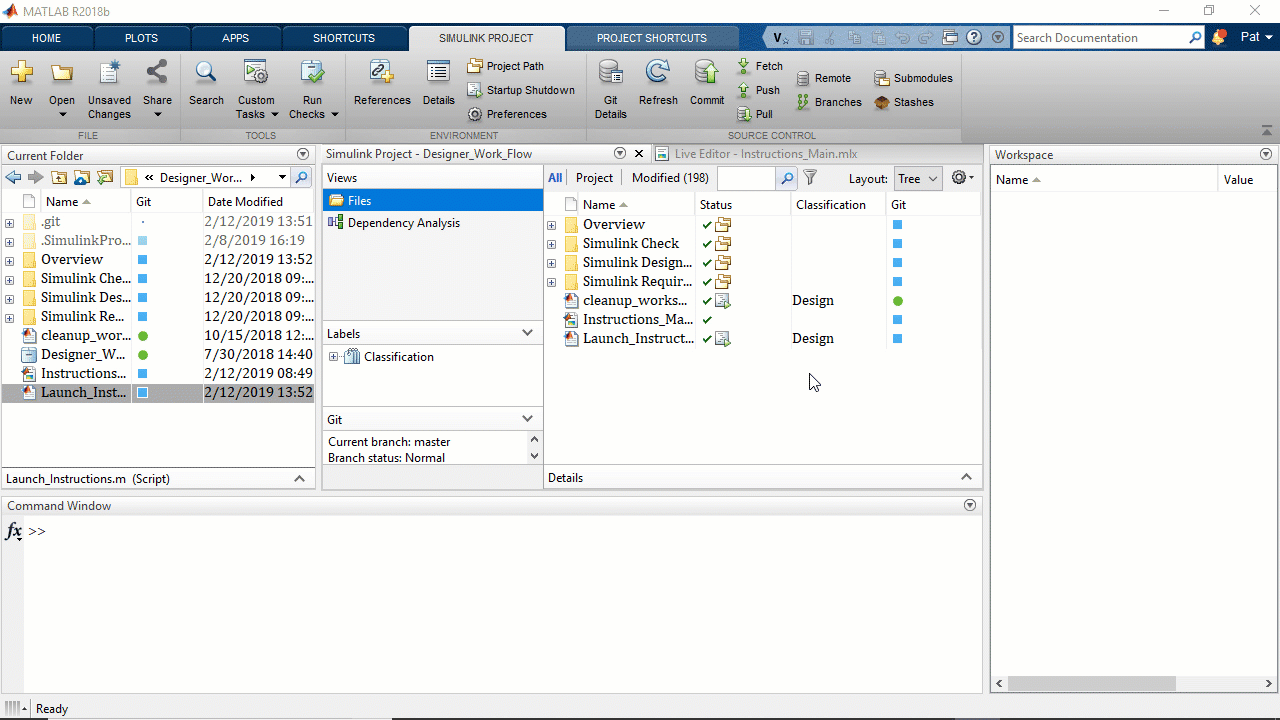 MATLAB R2018b
HOME PLOTS APPS SHORTCUTS SIMULINK PROJECT PROJECT SHORTCUTS Search Documentation Pat
New Open Unsaved Changes Share Search Custom Tasks Run Checks References Details Project Path Startup Shutdown Preferences Git Details Refresh Commit Fetch Push Pull Remote Branches Submodules Stashes
FILE TOOLS ENVIRONMENT SOURCE CONTROL
Current Folder
« Designer_Wor...
Name Git Date Modified
.git 2/12/2019 13:51
.SimulinkPro... 2/8/2019 16:19
Overview 2/12/2019 13:52
Simulink Che... 12/20/2018 09:...
Simulink Des... 12/20/2018 09:...
Simulink Re... 12/20/2018 09:...
cleanup_wor... 10/15/2018 12:...
Designer_W... 7/30/2018 14:40
Instructions... 2/12/2019 08:49
Launch_Inst... 2/12/2019 13:52
Launch_Instructions.m (Script)
Simulink Project - Designer_Work_Flow
Live Editor - Instructions_Main.mlx
Views
Files
Dependency Analysis
Labels
Classification
Git
Current branch: master
Branch status: Normal
All Project Modified (198) Layout: Tree
Name Status Classification Git
Overview
Simulink Check
Simulink Design...
Simulink Requir...
cleanup_works... Design
Instructions_Ma...
Launch_Instruct... Design
Details
Workspace
Name Value
Command Window
fx >>
Ready